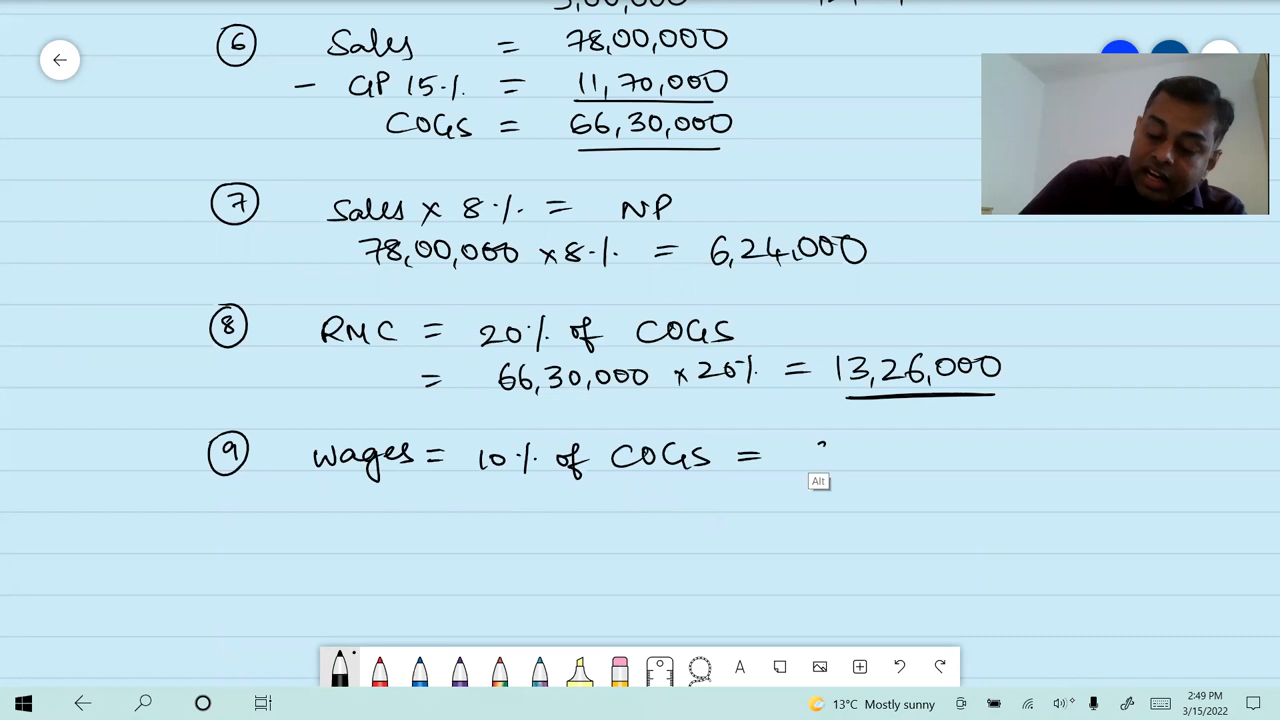 ⑥ Sales = 78,00,000
- GP 15% = 11,70,000
COGS = 66,30,000
⑦ Sales x 8% = NP
78,00,000 x 8% = 6,24,000
⑧ RMC = 20% of COGS
= 66,30,000 x 20% = 13,26,000
⑨ Wages = 10% of COGS =
Alt
A
13°C Mostly sunny
2:49 PM
3/15/2022